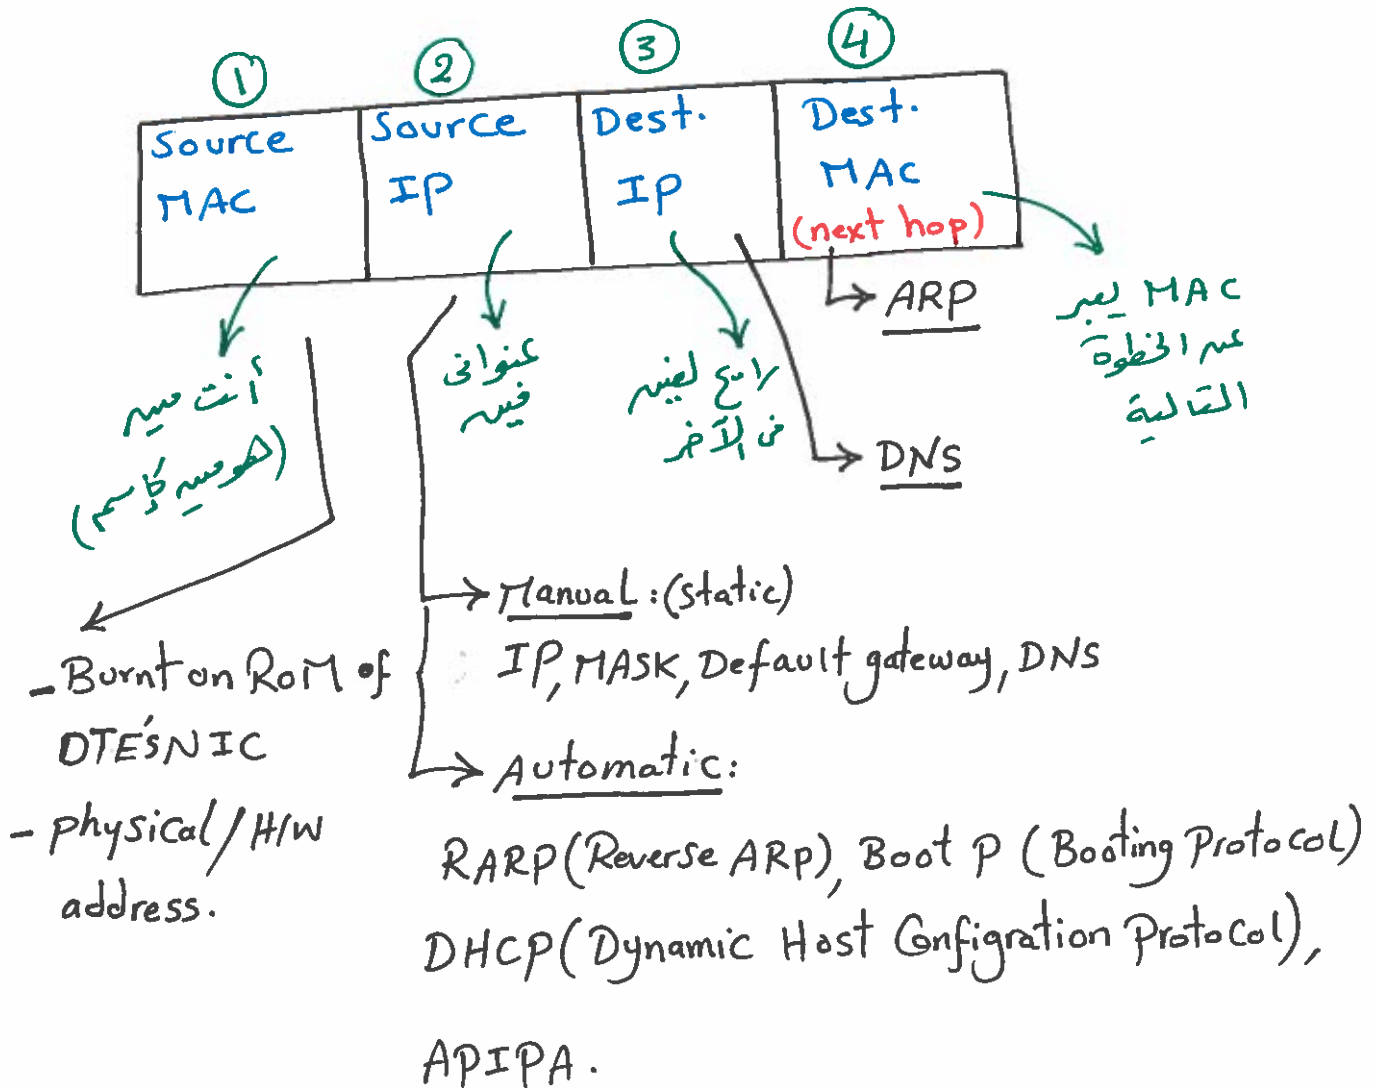 1 2 3 4
Source MAC
Source IP
Dest. IP
Dest. MAC
(next hop)
أنت مين
(هو مين كإسم)
عنوانى
فين
رايح لفين
فى الآخر
ARP
DNS
MAC يعبر
عن الخطوة
التالية
- Burnt on ROM of
DTE'S NIC
- physical/H/W
address.
Manual: (static)
IP, MASK, Default gateway, DNS
Automatic:
RARP (Reverse ARP), Boot P (Booting Protocol)
DHCP (Dynamic Host Configration Protocol),
APIPA.